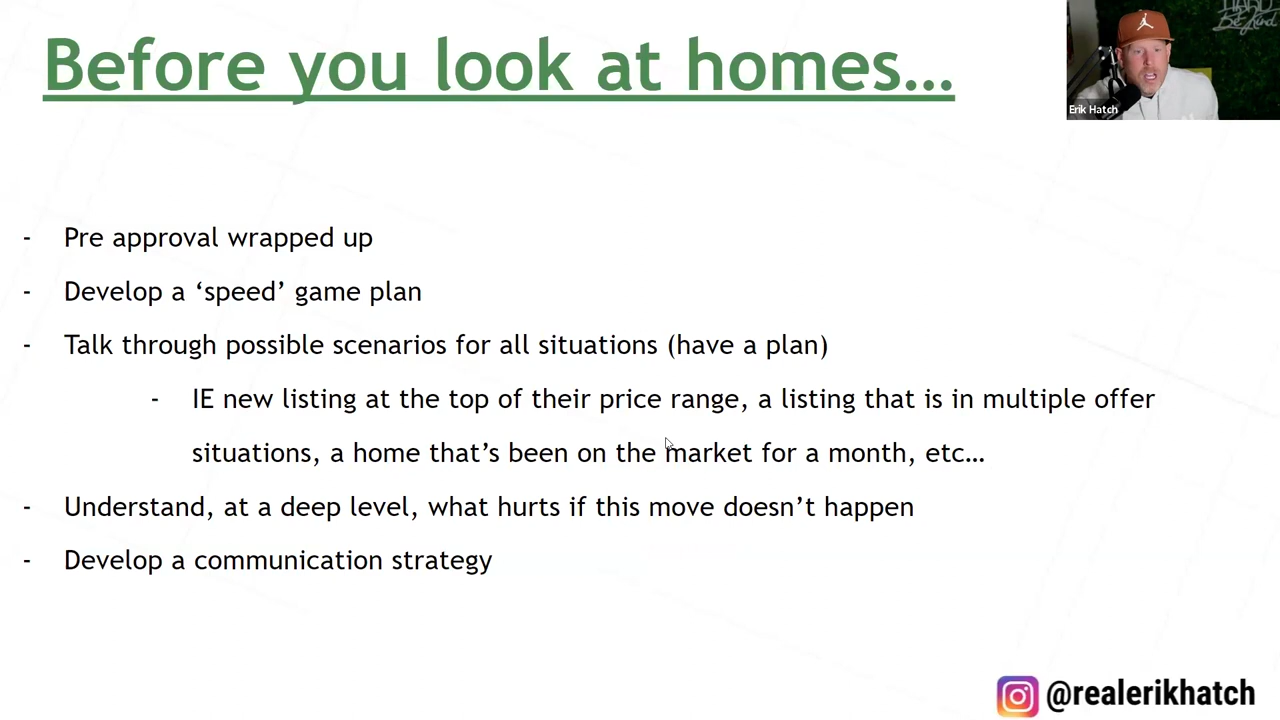 Before you look at homes…
HARD
Be Kind
Erik Hatch
- Pre approval wrapped up
- Develop a ‘speed’ game plan
- Talk through possible scenarios for all situations (have a plan)
- IE new listing at the top of their price range, a listing that is in multiple offer
situations, a home that’s been on the market for a month, etc…
- Understand, at a deep level, what hurts if this move doesn’t happen
- Develop a communication strategy
@realerikhatch